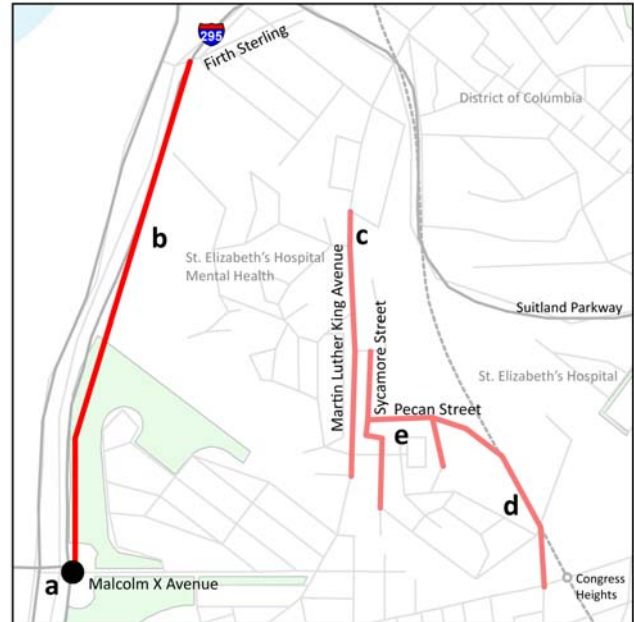 295
Firth Sterling
District of Columbia
b
c
St. Elizabeth's Hospital
Mental Health
Martin Luther King Avenue
Sycamore Street
Suitland Parkway
St. Elizabeth's Hospital
Pecan Street
e
d
a
Malcolm X Avenue
Congress
Heights